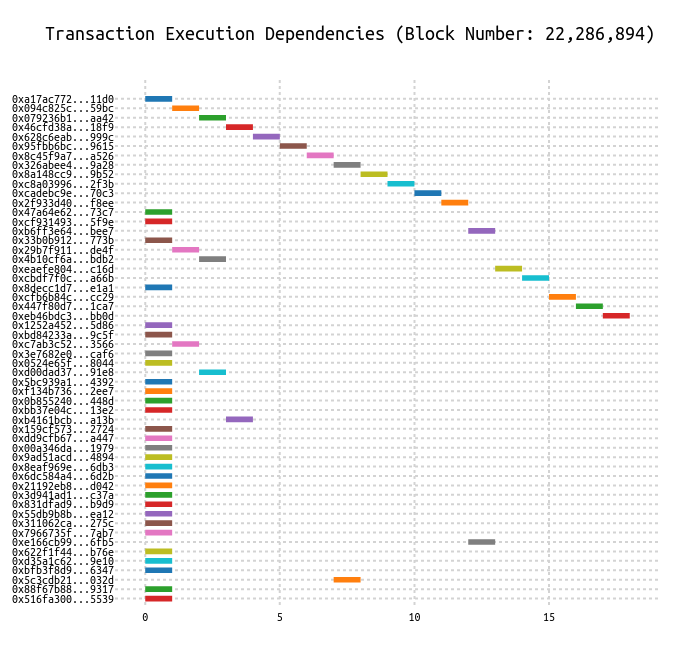 Transaction Execution Dependencies (Block Number: 22,286,894)
0xa17ac772...11d0
0x094c825c...59bc
0x079236b1...aa42
0x46cfd38a...18f9
0x628c6eab...999c
0x95fbb6bc...9615
0x8c45f9a7...a526
0x326abee4...9a28
0x8a148cc9...9b52
0xc8a03996...2f3b
0xcadebc9e...70c3
0x2f933d40...f8ee
0x47a64e62...73c7
0xcf931493...5f9e
0xb6ff3e64...bee7
0x33b0b912...773b
0x29b7f911...de4f
0x4b10cf6a...bdb2
0xeaefe804...c16d
0xcbdf7f0c...a66b
0x8decc1d7...e1a1
0xcfb6b84c...cc29
0x447f80d7...1ca7
0xeb46bdc3...bb0d
0x1252a452...5d86
0xbd84233a...9c5f
0xc7ab3c52...3566
0x3e7682e0...caf6
0x0524e65f...8044
0xd00dad37...91e8
0x5bc939a1...4392
0xf134b736...2ee7
0x0b855240...448d
0xbb37e04c...13e2
0xb4161bcb...a13b
0x159cf573...2724
0xdd9cfb67...a447
0x00a346da...1979
0x9ad51acd...4894
0x8eaf969e...6db3
0x6dc584a4...6d2b
0x21192eb8...d042
0x3d941ad1...c37a
0x831dfad9...b9d9
0x55db9b8b...ea12
0x311062ca...275c
0x7966735f...7ab7
0xe166cb99...6fb5
0x622f1f44...b76e
0xd35a1c62...9e10
0xbfb3f8d9...6347
0x5c3cdb21...032d
0x88f67b88...9317
0x516fa300...5539
0 5 10 15